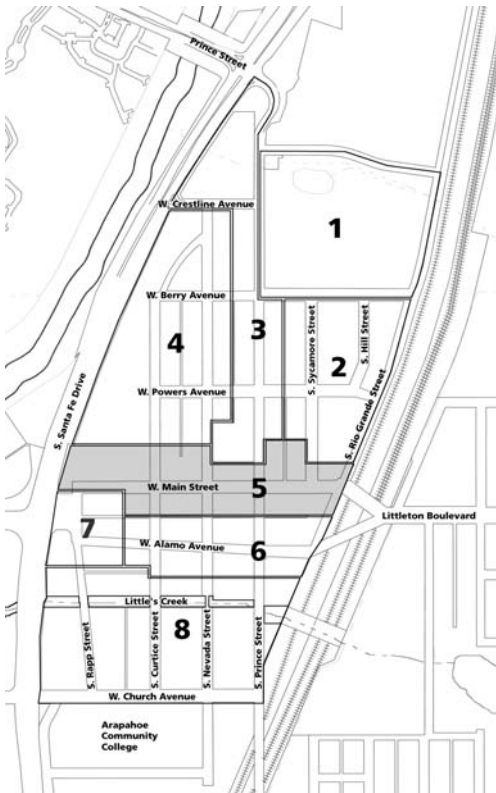 Prince Street
W. Crestline Avenue
1
W. Berry Avenue
S. Sycamore Street
S. Hill Street
4
3
2
W. Powers Avenue
S. Santa Fe Drive
S. Rio Grande Street
W. Main Street
5
Littleton Boulevard
7
W. Alamo Avenue
6
Little's Creek
S. Rapp Street
S. Curtice Street
8
S. Nevada Street
S. Prince Street
W. Church Avenue
Arapahoe
Community
College